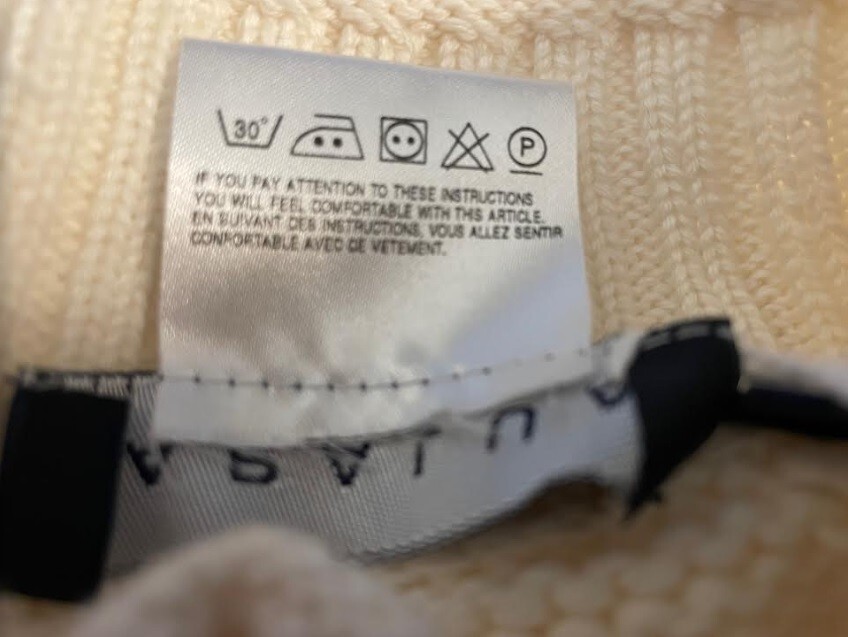 30°
P
IF YOU PAY ATTENTION TO THESE INSTRUCTIONS
YOU WILL FEEL COMFORTABLE WITH THIS ARTICLE.
EN SUIVANT DES INSTRUCTIONS, VOUS ALLEZ SENTIR
CONFORTABLE AVEC CE VETEMENT.